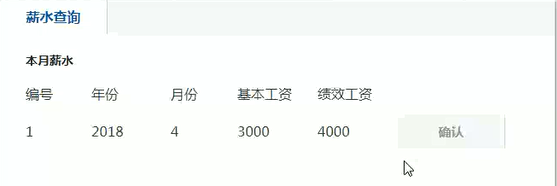 薪水查询
本月薪水
编号 年份 月份 基本工资 绩效工资
1 2018 4 3000 4000 确认